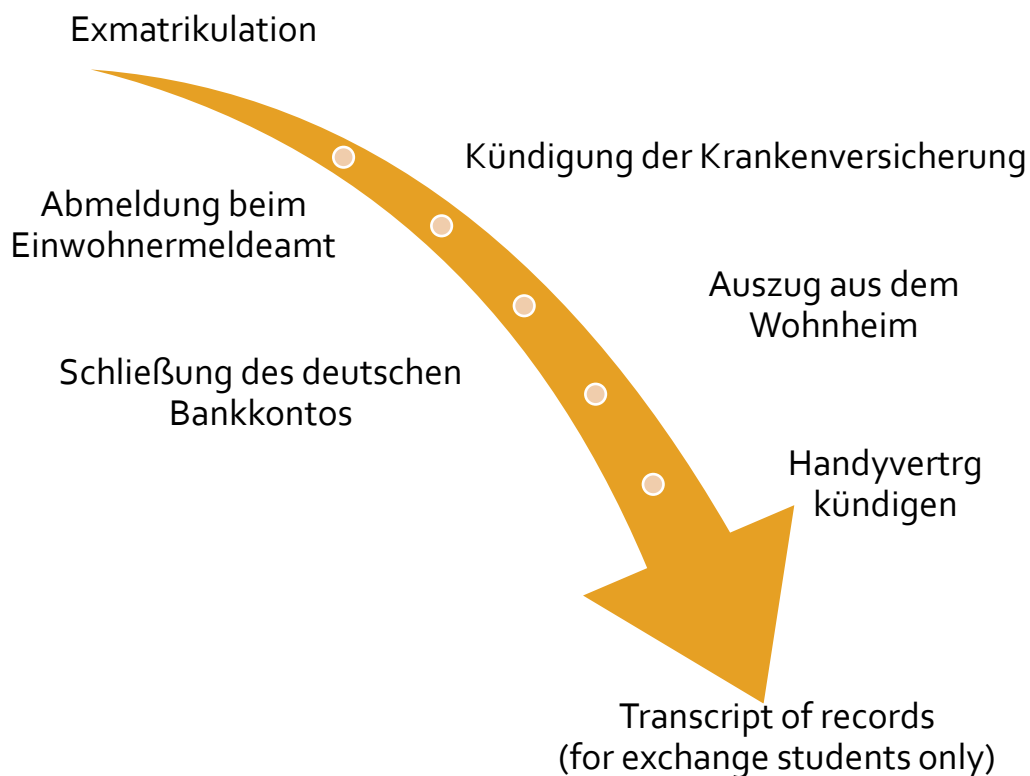 Exmatrikulation
Kündigung der Krankenversicherung
Abmeldung beim
Einwohnermeldeamt
Auszug aus dem
Wohnheim
Schließung des deutschen
Bankkontos
Handyvertrg
kündigen
Transcript of records
(for exchange students only)